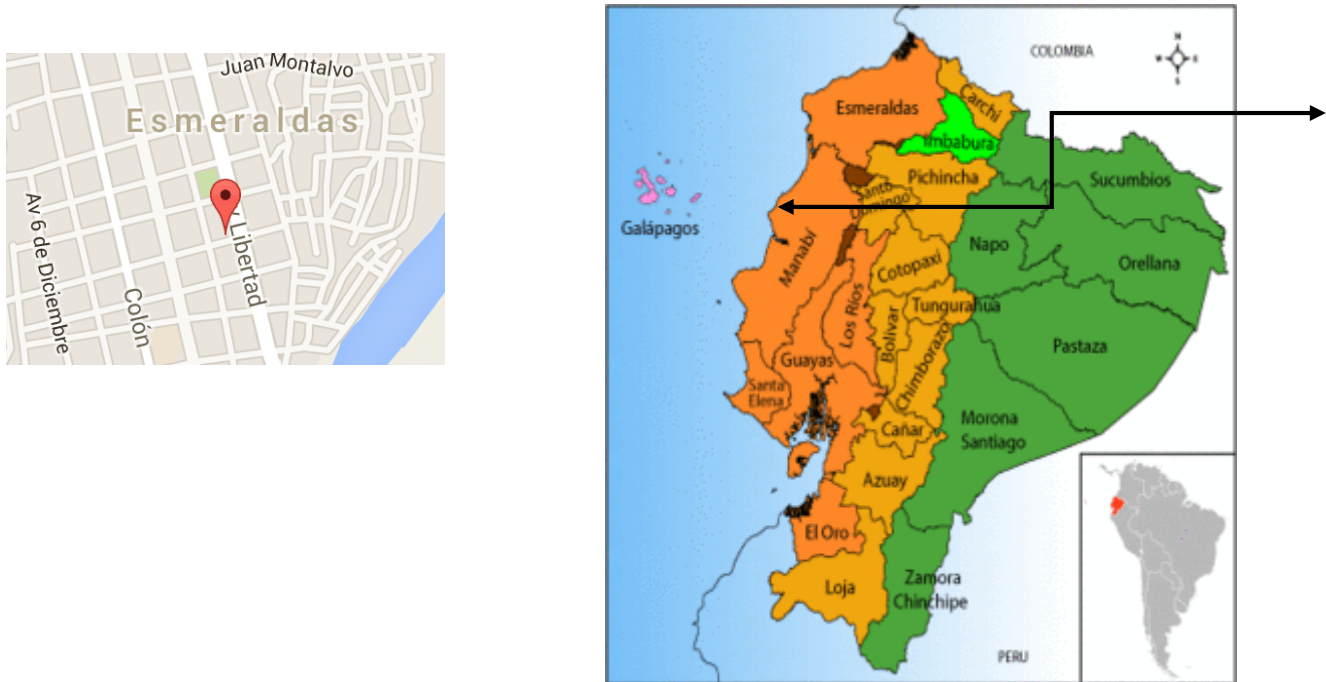 Juan Montalvo
Esmeraldas
Av 6 de Diciembre
Colón
Libertad
COLOMBIA
N
W
E
S
Esmeraldas
Carchi
Imbabura
Pichincha
Sucumbios
Santo
Domingo
Galápagos
Manabí
Napo
Orellana
Cotopaxi
Los Ríos
Bolivar
Tungurahua
Chimborazo
Pastaza
Guayas
Santa
Elena
Morona
Santiago
Cañar
Azuay
El Oro
Loja
Zamora
Chinchipe
PERU